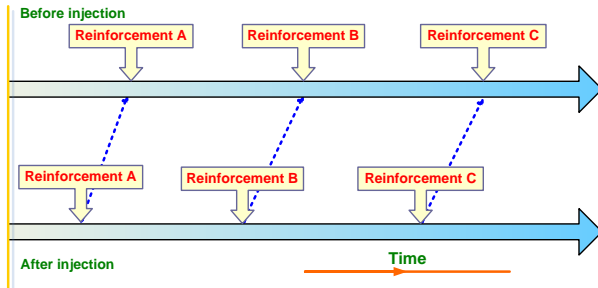 Before injection
Reinforcement A
Reinforcement B
Reinforcement C
Reinforcement A
Reinforcement B
Reinforcement C
After injection
Time